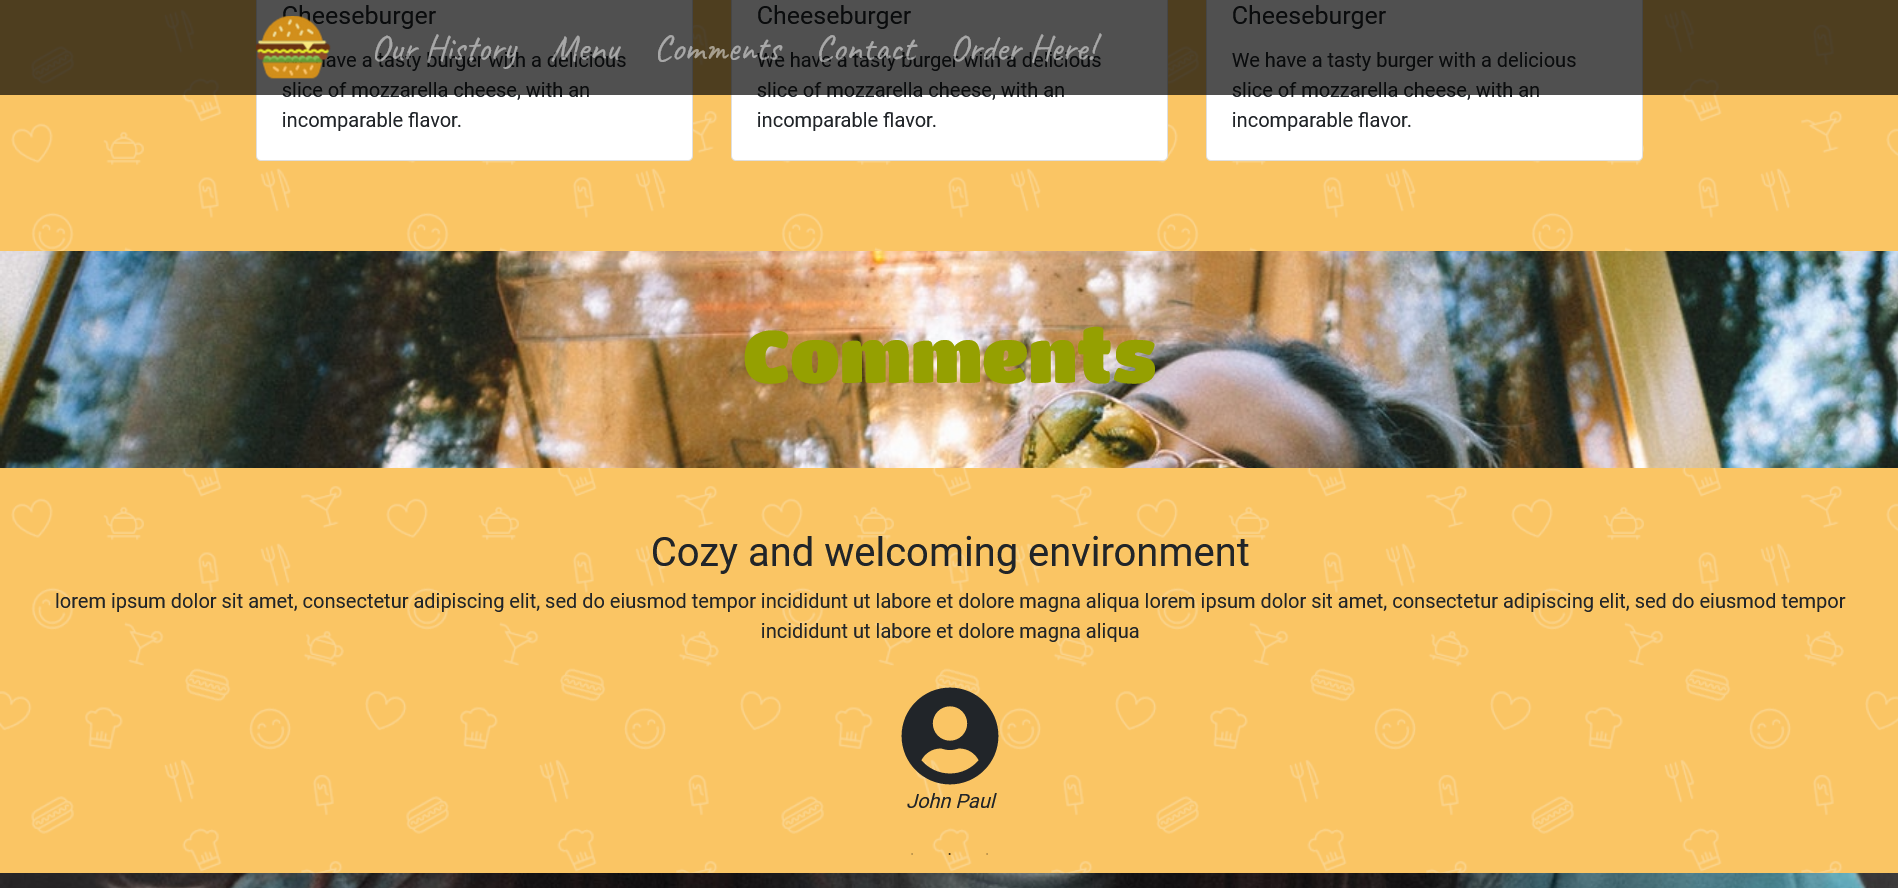 Cheeseburger
Cheeseburger
Cheeseburger
Our History Menu Comments Contact Order Here!
have a tasty burger with a delicious
slice of mozzarella cheese, with an
incomparable flavor.
We have a tasty burger with a delicious
slice of mozzarella cheese, with an
incomparable flavor.
We have a tasty burger with a delicious
slice of mozzarella cheese, with an
incomparable flavor.
Comments
Cozy and welcoming environment
lorem ipsum dolor sit amet, consectetur adipiscing elit, sed do eiusmod tempor incididunt ut labore et dolore magna aliqua lorem ipsum dolor sit amet, consectetur adipiscing elit, sed do eiusmod tempor
incididunt ut labore et dolore magna aliqua
John Paul